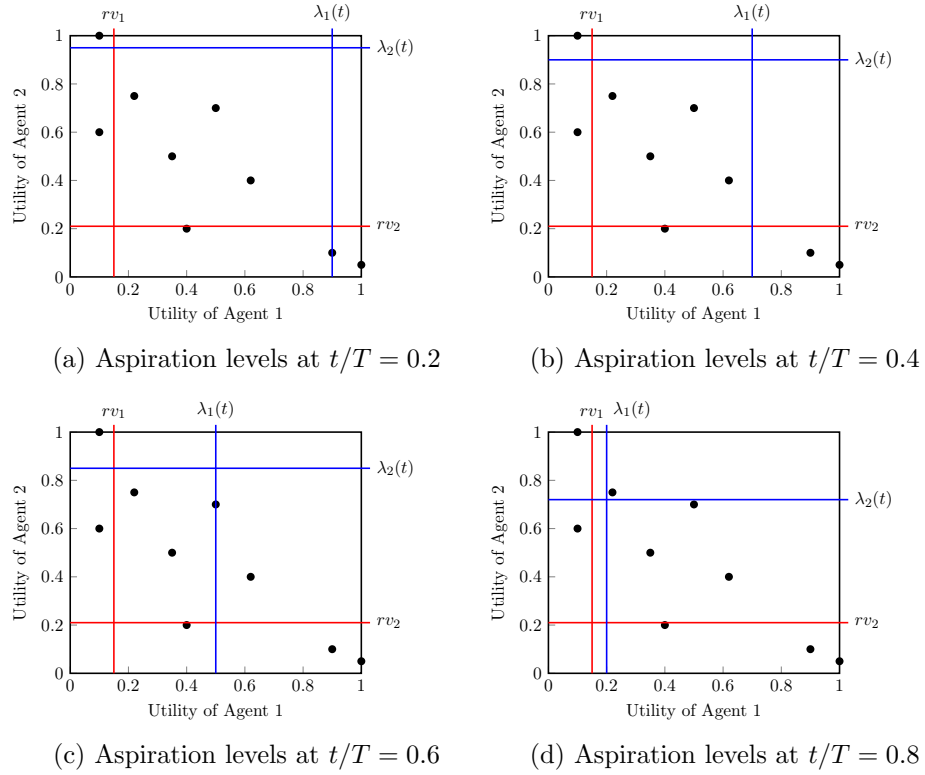 rv₁ λ₁(t)
1
0.8
0.6
0.4
0.2
0
0 0.2 0.4 0.6 0.8 1
Utility of Agent 2
Utility of Agent 1
λ₂(t)
rv₂
(a) Aspiration levels at t/T = 0.2
rv₁ λ₁(t)
1
0.8
0.6
0.4
0.2
0
0 0.2 0.4 0.6 0.8 1
Utility of Agent 2
Utility of Agent 1
λ₂(t)
rv₂
(b) Aspiration levels at t/T = 0.4
rv₁ λ₁(t)
1
0.8
0.6
0.4
0.2
0
0 0.2 0.4 0.6 0.8 1
Utility of Agent 2
Utility of Agent 1
λ₂(t)
rv₂
(c) Aspiration levels at t/T = 0.6
rv₁ λ₁(t)
1
0.8
0.6
0.4
0.2
0
0 0.2 0.4 0.6 0.8 1
Utility of Agent 2
Utility of Agent 1
λ₂(t)
rv₂
(d) Aspiration levels at t/T = 0.8